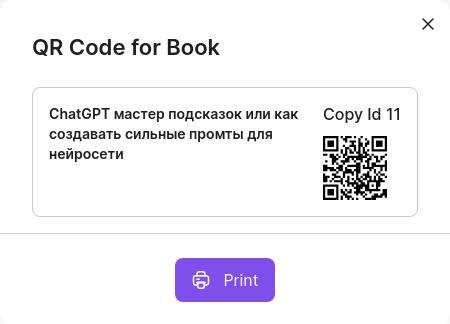 QR Code for Book
ChatGPT мастер подсказок или как
создавать сильные промты для
нейросети
Copy Id 11
Print